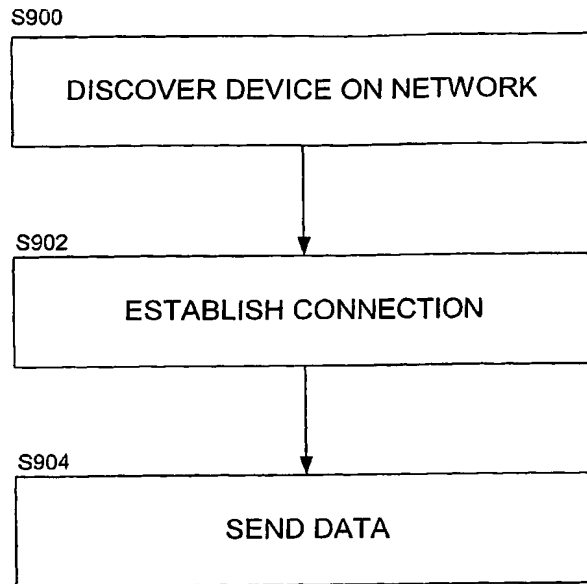 S900
DISCOVER DEVICE ON NETWORK
S902
ESTABLISH CONNECTION
S904
SEND DATA